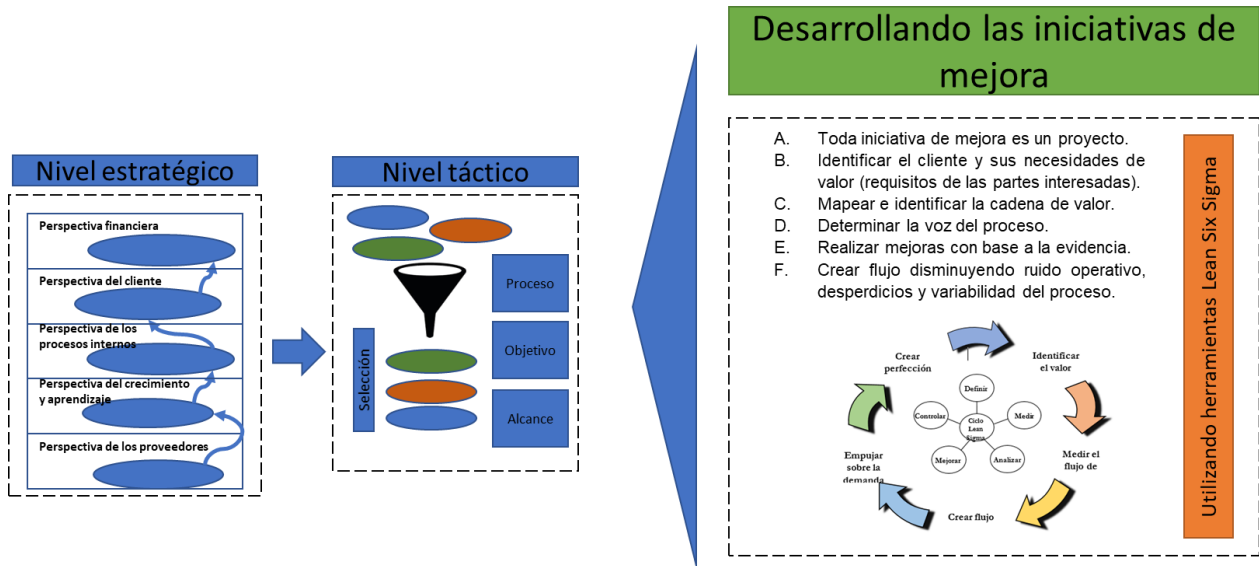 Desarrollando las iniciativas de
mejora
Nivel estratégico
Perspectiva financiera
Perspectiva del cliente
Perspectiva de los
procesos internos
Perspectiva del crecimiento
y aprendizaje
Perspectiva de los proveedores
Nivel táctico
Proceso
Objetivo
Alcance
Selección
A. Toda iniciativa de mejora es un proyecto.
B. Identificar el cliente y sus necesidades de
valor (requisitos de las partes interesadas).
C. Mapear e identificar la cadena de valor.
D. Determinar la voz del proceso.
E. Realizar mejoras con base a la evidencia.
F. Crear flujo disminuyendo ruido operativo,
desperdicios y variabilidad del proceso.
Crear
perfección
Identificar
el valor
Definir
Controlar
Ciclo
Lean
Sigma
Medir
Mejorar
Analizar
Empujar
sobre la
demanda
Medir el
flujo de
Crear flujo
Utilizando herramientas Lean Six Sigma